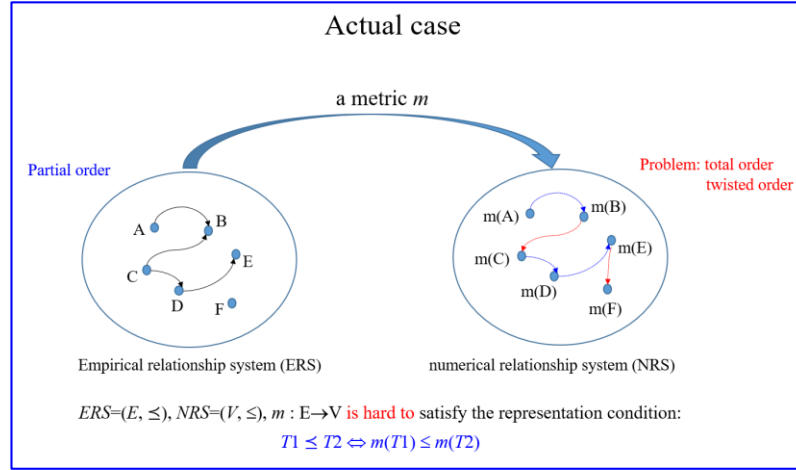 Actual case
a metric m
Partial order
Problem: total order
twisted order
A
B
C
D
E
F
m(A)
m(B)
m(C)
m(D)
m(E)
m(F)
Empirical relationship system (ERS)
numerical relationship system (NRS)
ERS=(E, ⪯), NRS=(V, ≤), m : E→V is hard to satisfy the representation condition:
T1 ⪯ T2 ⇔ m(T1) ≤ m(T2)